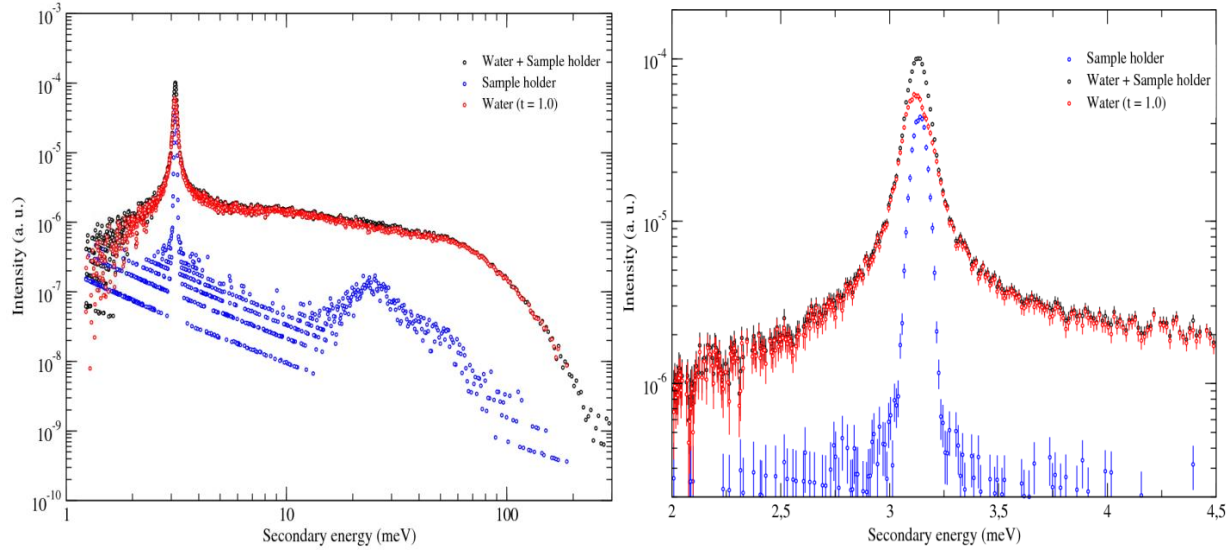 10^-3
10^-4
10^-5
10^-6
10^-7
10^-8
10^-9
10^-10
Intensity (a. u.)
Water + Sample holder
Sample holder
Water (t = 1.0)
1
10
100
Secondary energy (meV)
10^-4
10^-5
10^-6
Intensity (a. u.)
Sample holder
Water + Sample holder
Water (t = 1.0)
2
2,5
3
3,5
4
4,5
Secondary energy (meV)